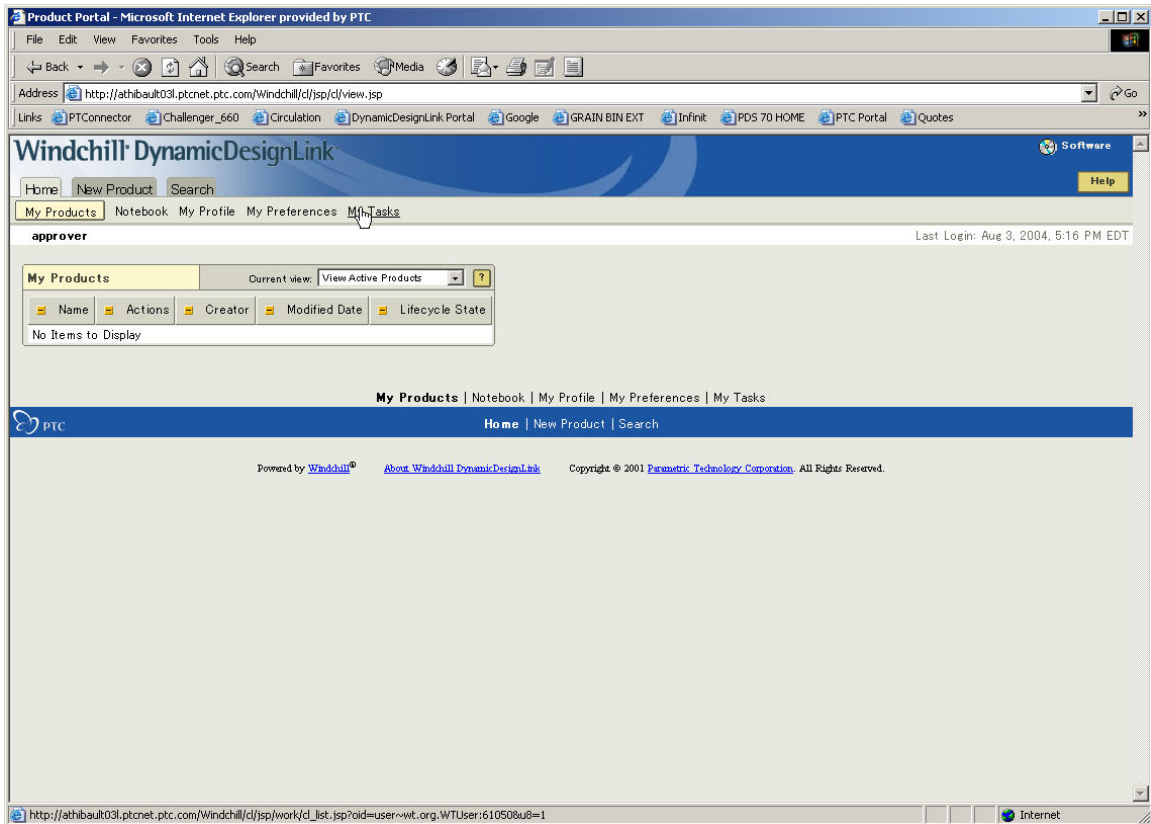 Product Portal - Microsoft Internet Explorer provided by PTC
File Edit View Favorites Tools Help
Back Search Favorites Media
Address http://athibault03l.ptcnet.ptc.com/Windchill/cl/jsp/cl/view.jsp Go
Links PTConnector Challenger_660 Circulation DynamicDesignLink Portal Google GRAIN BIN EXT Infinit PDS 70 HOME PTC Portal Quotes »
Windchill DynamicDesignLink Software
Home New Product Search Help
My Products Notebook My Profile My Preferences My Tasks
approver Last Login: Aug 3, 2004, 5:16 PM EDT
My Products Current view: View Active Products ?
Name Actions Creator Modified Date Lifecycle State
No Items to Display
My Products | Notebook | My Profile | My Preferences | My Tasks
PTC Home | New Product | Search
Powered by Windchill® About Windchill DynamicDesignLink Copyright © 2001 Parametric Technology Corporation. All Rights Reserved.
http://athibault03l.ptcnet.ptc.com/Windchill/cl/jsp/work/cl_list.jsp?oid=user~wt.org.WTUser:61050&u8=1 Internet